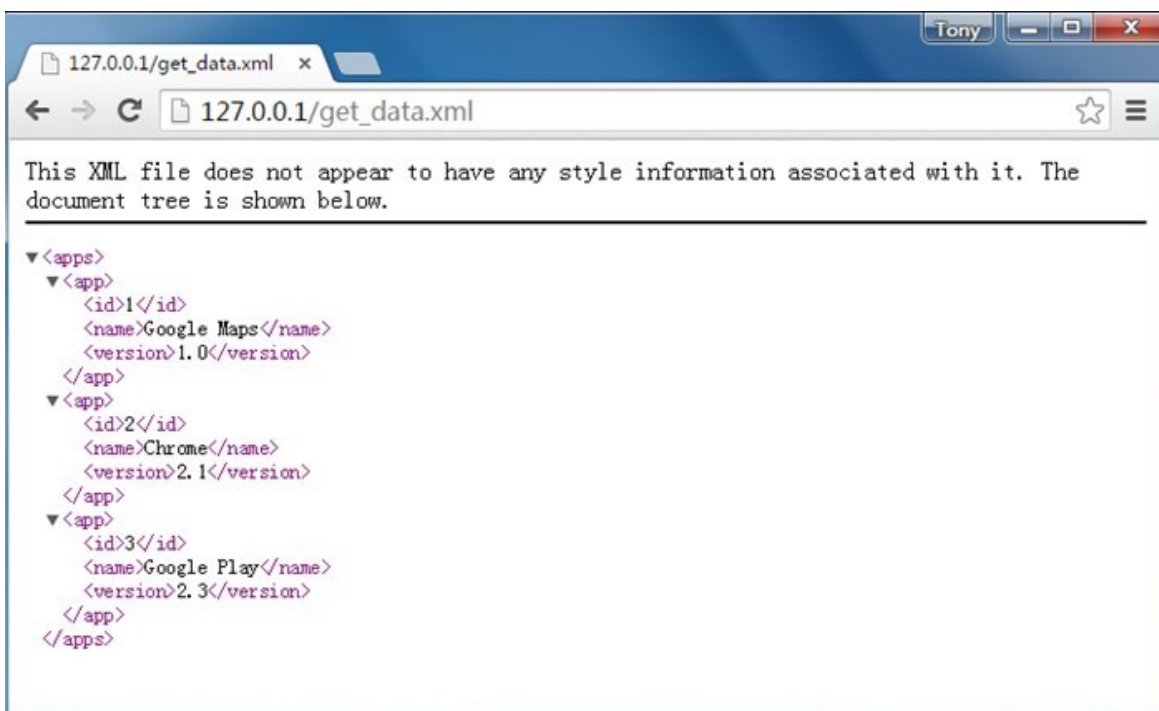 Tony
127.0.0.1/get_data.xml
127.0.0.1/get_data.xml
This XML file does not appear to have any style information associated with it. The
document tree is shown below.
▼<apps>
▼<app>
<id>1</id>
<name>Google Maps</name>
<version>1.0</version>
</app>
▼<app>
<id>2</id>
<name>Chrome</name>
<version>2.1</version>
</app>
▼<app>
<id>3</id>
<name>Google Play</name>
<version>2.3</version>
</app>
</apps>